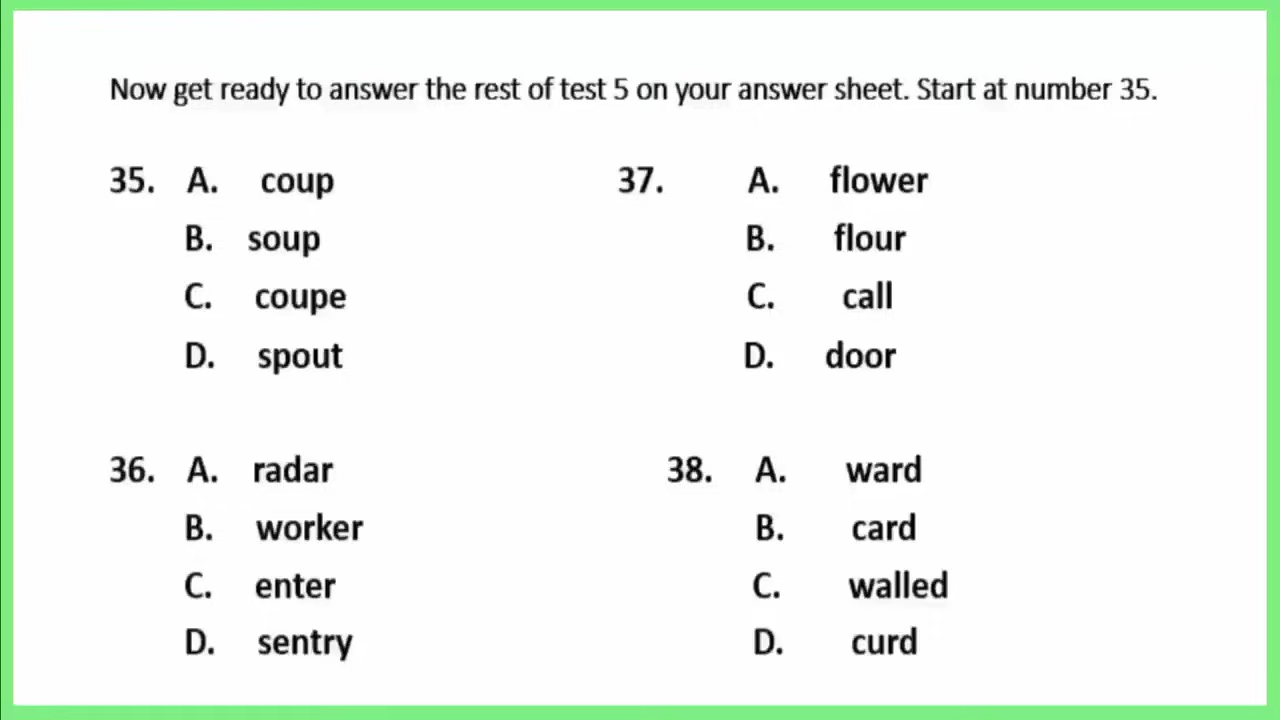 Now get ready to answer the rest of test 5 on your answer sheet. Start at number 35.
35. A. coup
B. soup
C. coupe
D. spout
36. A. radar
B. worker
C. enter
D. sentry
37. A. flower
B. flour
C. call
D. door
38. A. ward
B. card
C. walled
D. curd